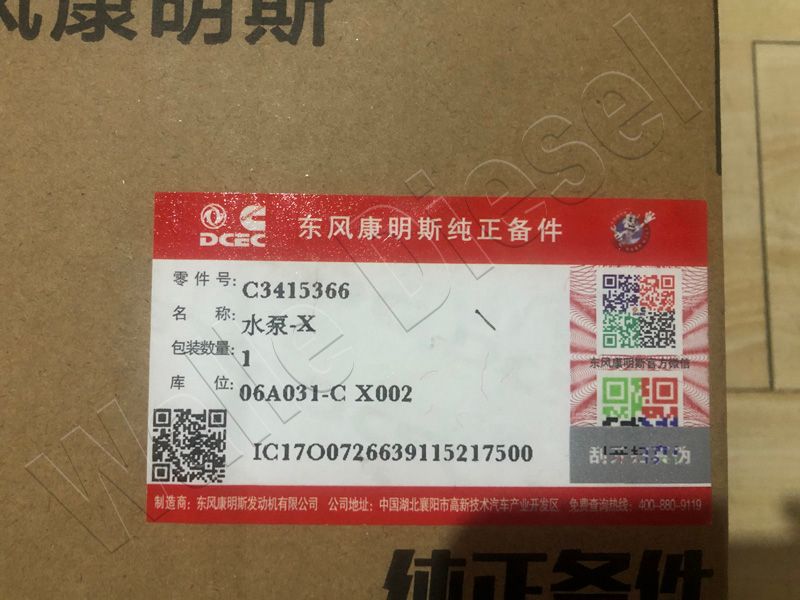 风康明斯
DCEC
东风康明斯纯正备件
零件号: C3415366
名 称: 水泵-X
包装数量: 1
库 位: 06A031-C X002
IC17O0726639115217500
东风康明斯官方微信
刮开扫真伪
制造商: 东风康明斯发动机有限公司 公司地址: 中国湖北襄阳市高新技术汽车产业开发区 免费查询热线: 400-880-9119
纯正备件
Walle Diesel